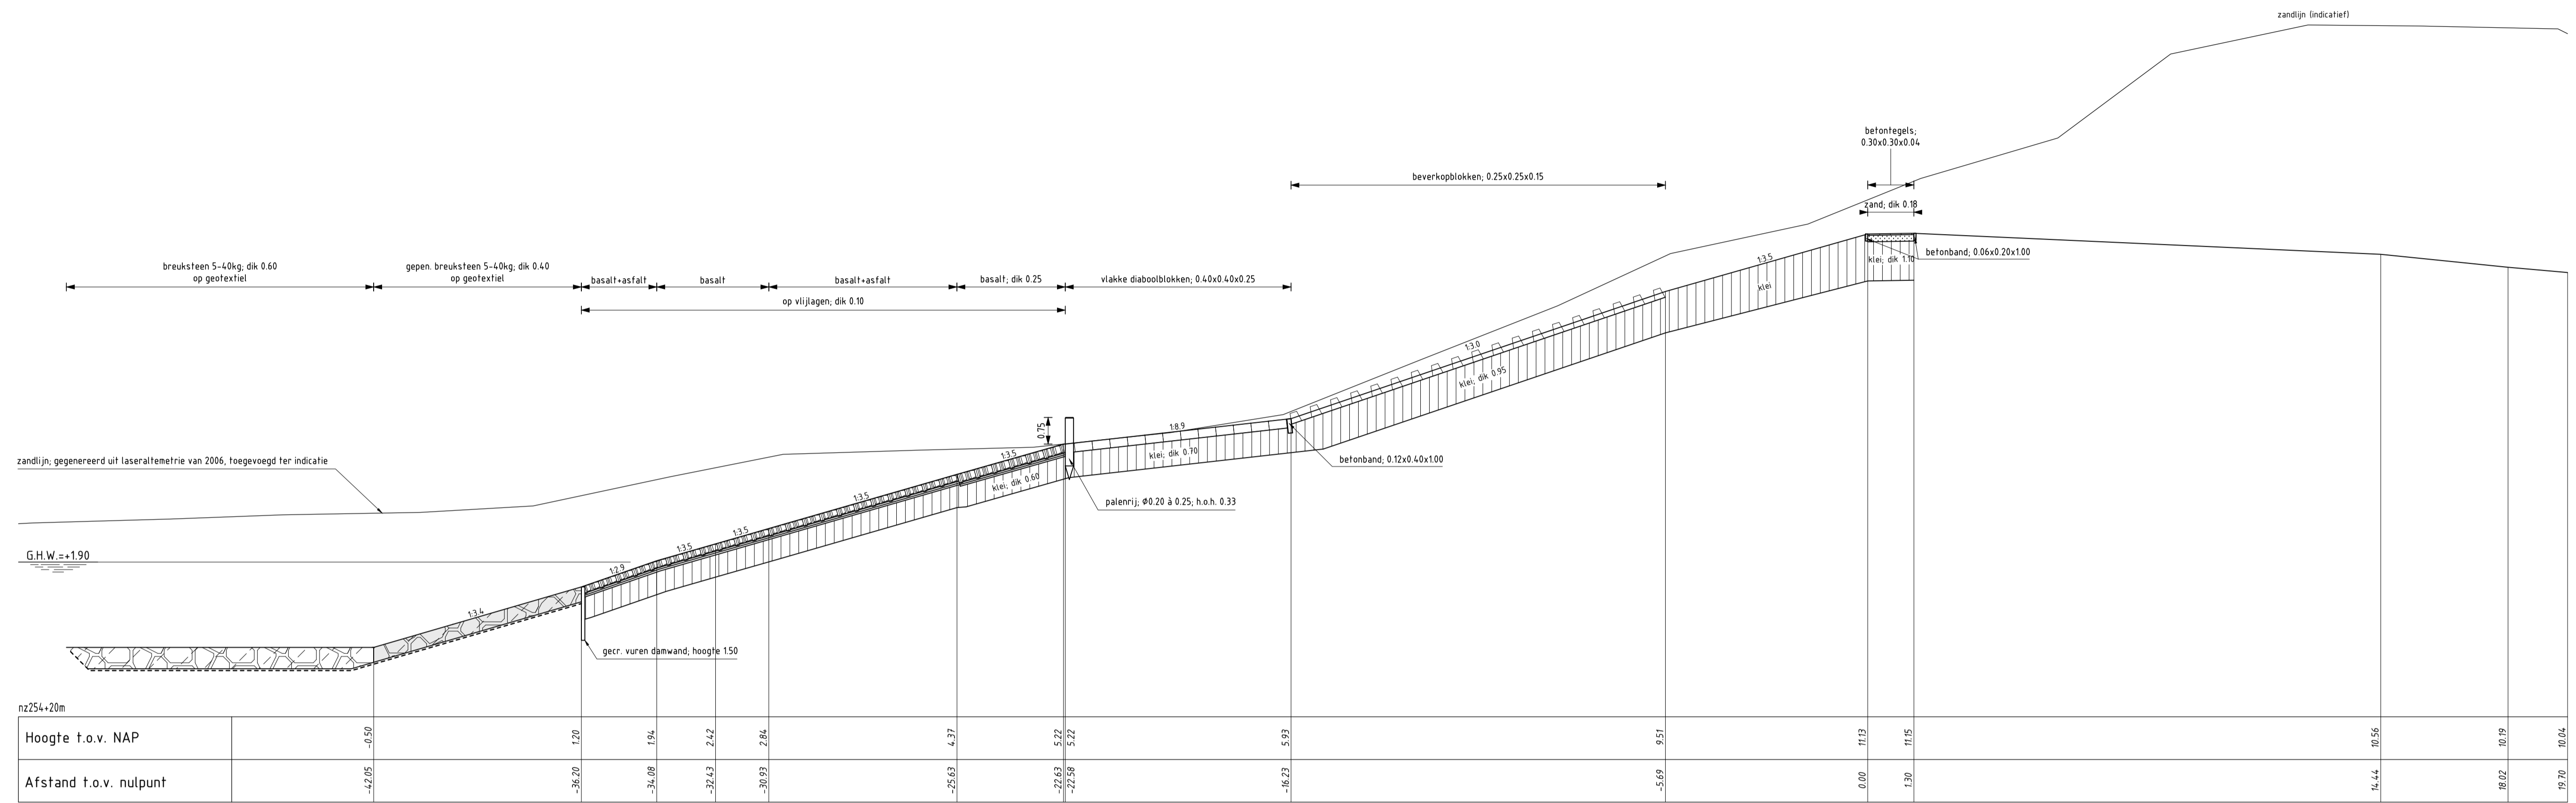 zandlijn (indicatief)
betontegels;
0.30x0.30x0.04
beverkopblokken; 0.25x0.25x0.15
zand; dik 0.18
betonband; 0.06x0.20x1.00
klei; dik 1.10
1:3.5
klei
breuksteen 5-40kg; dik 0.60
op geotextiel
gepen. breuksteen 5-40kg; dik 0.40
op geotextiel
basalt+asfalt
basalt
basalt+asfalt
basalt; dik 0.25
vlakke diaboolblokken; 0.40x0.40x0.25
op vlijlagen; dik 0.10
1:3.0
klei; dik 0.95
0.75
1:8.9
klei; dik 0.70
betonband; 0.12x0.40x1.00
zandlijn; gegenereerd uit laseraltemetrie van 2006, toegevoegd ter indicatie
1:3.5
klei; dik 0.60
palenrij; Ø0.20 à 0.25; h.o.h. 0.33
1:3.5
1:3.5
1:3.5
G.H.W.=+1.90
1:2.9
1:3.4
gecr. vuren damwand; hoogte 1.50
nz254+20m
Hoogte t.o.v. NAP -0.50 1.20 1.94 2.42 2.84 4.37 5.22 5.22 5.93 9.51 11.13 11.15 10.56 10.19 10.04
Afstand t.o.v. nulpunt -42.05 -36.20 -34.08 -32.43 -30.93 -25.63 -22.63 -22.58 -16.23 -5.69 0.00 1.30 14.44 18.02 19.70